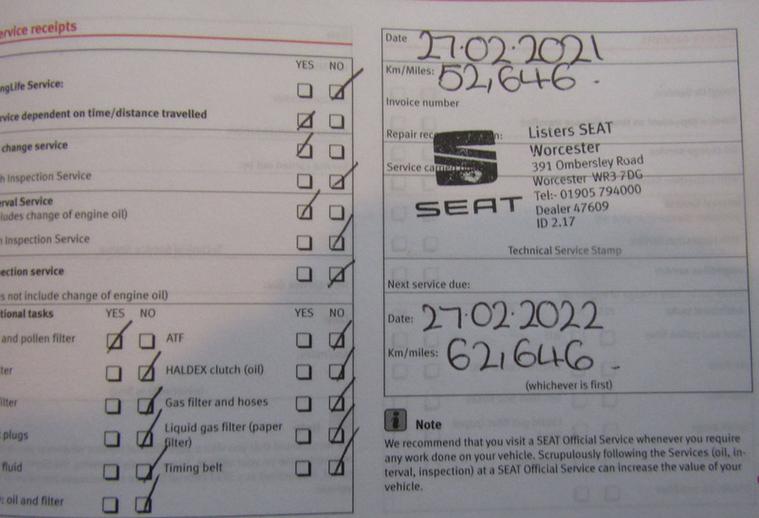 service receipts
YES NO
ngLife Service:
vice dependent on time/distance travelled
change service
h Inspection Service
erval Service
ludes change of engine oil)
n Inspection Service
ection service
s not include change of engine oil)
tional tasks YES NO YES NO
and pollen filter ATF
ter HALDEX clutch (oil)
ilter Gas filter and hoses
plugs Liquid gas filter (paper
filter)
fluid Timing belt
: oil and filter
Date 27.02.2021
Km/Miles: 52,646.
Invoice number
Repair rec n:
Service carried
SEAT
Listers SEAT
Worcester
391 Ombersley Road
Worcester WR3 7DG
Tel:- 01905 794000
Dealer 47609
ID 2.17
Technical Service Stamp
Next service due:
Date: 27.02.2022
Km/miles: 62,646.
(whichever is first)
i Note
We recommend that you visit a SEAT Official Service whenever you require
any work done on your vehicle. Scrupulously following the Services (oil, in-
terval, inspection) at a SEAT Official Service can increase the value of your
vehicle.